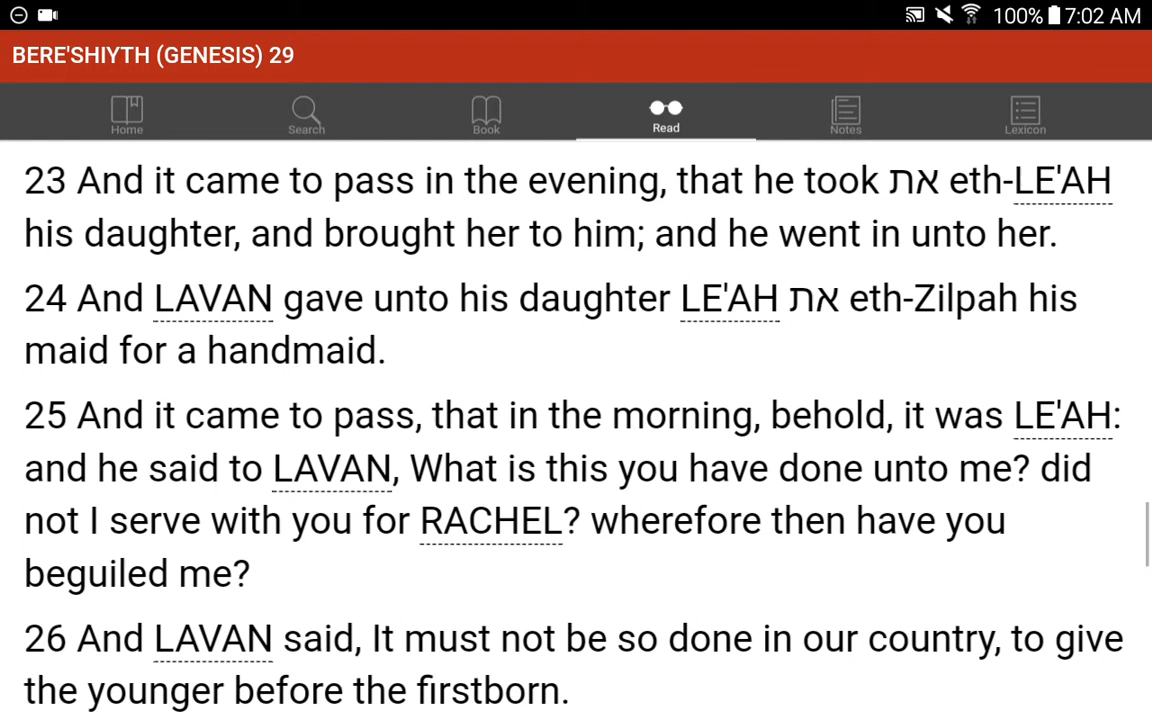 100% 7:02 AM
BERE'SHIYTH (GENESIS) 29
Home Search Book Read Notes Lexicon
23 And it came to pass in the evening, that he took את eth-LE'AH
his daughter, and brought her to him; and he went in unto her.
24 And LAVAN gave unto his daughter LE'AH את eth-Zilpah his
maid for a handmaid.
25 And it came to pass, that in the morning, behold, it was LE'AH:
and he said to LAVAN, What is this you have done unto me? did
not I serve with you for RACHEL? wherefore then have you
beguiled me?
26 And LAVAN said, It must not be so done in our country, to give
the younger before the firstborn.